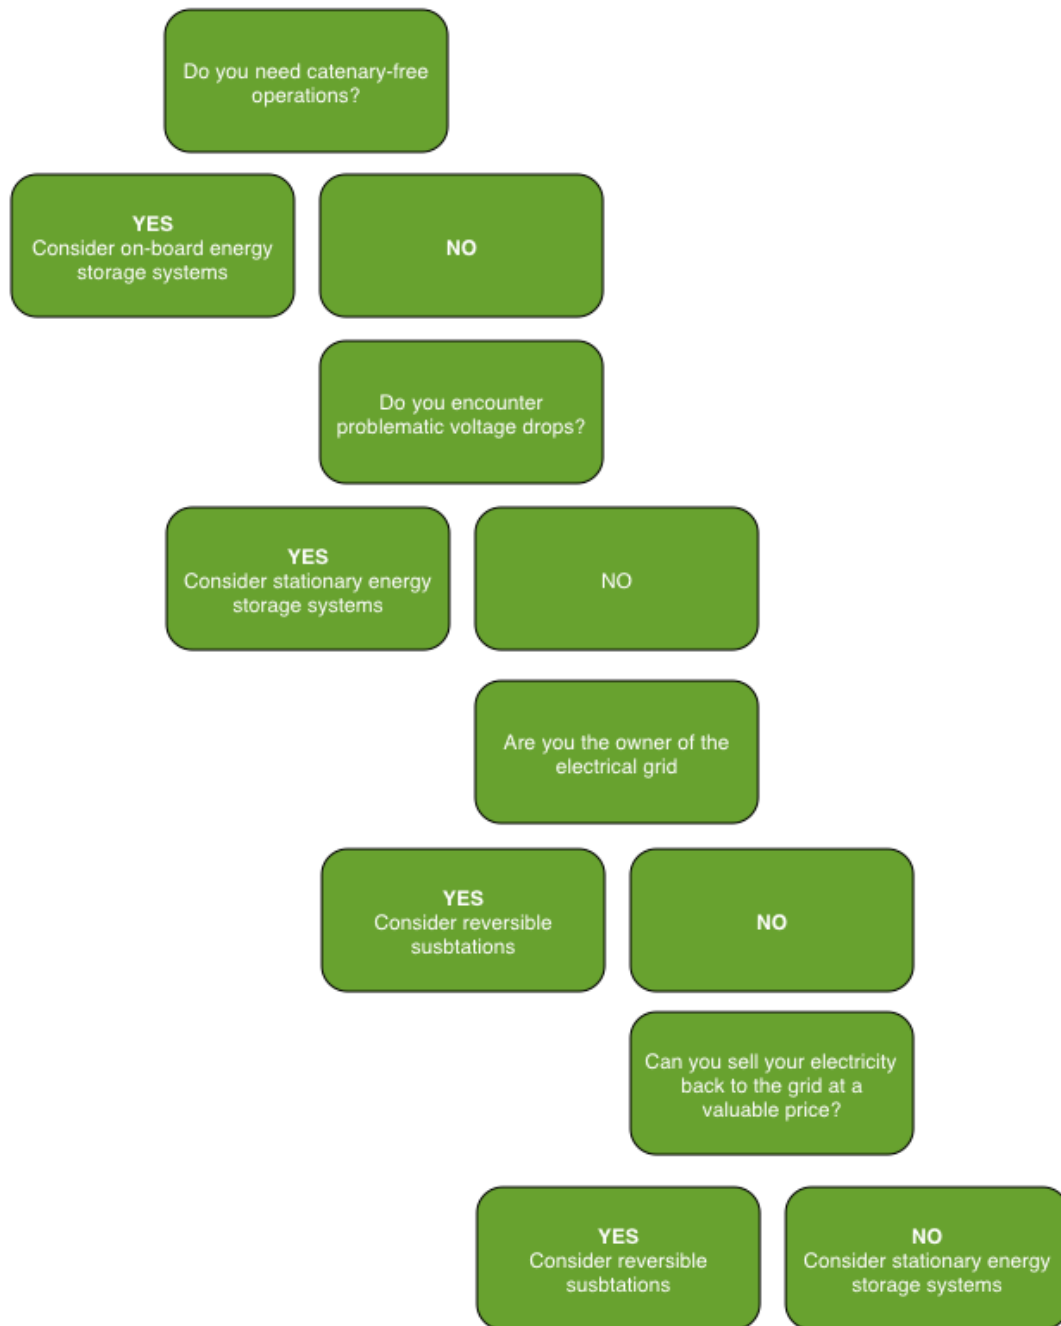 Do you need catenary-free
operations?
YES
Consider on-board energy
storage systems
NO
Do you encounter
problematic voltage drops?
YES
Consider stationary energy
storage systems
NO
Are you the owner of the
electrical grid
YES
Consider reversible
susbtations
NO
Can you sell your electricity
back to the grid at a
valuable price?
YES
Consider reversible
susbtations
NO
Consider stationary energy
storage systems